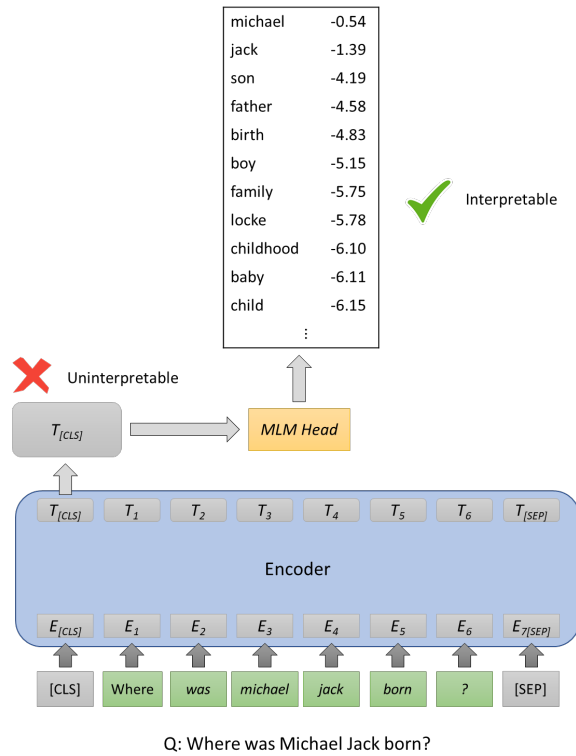 michael -0.54
jack -1.39
son -4.19
father -4.58
birth -4.83
boy -5.15
family -5.75
locke -5.78
childhood -6.10
baby -6.11
child -6.15
⋮
Interpretable
Uninterpretable
T[CLS]
MLM Head
T[CLS] T1 T2 T3 T4 T5 T6 T[SEP]
Encoder
E[CLS] E1 E2 E3 E4 E5 E6 E7[SEP]
[CLS] Where was michael jack born ? [SEP]
Q: Where was Michael Jack born?